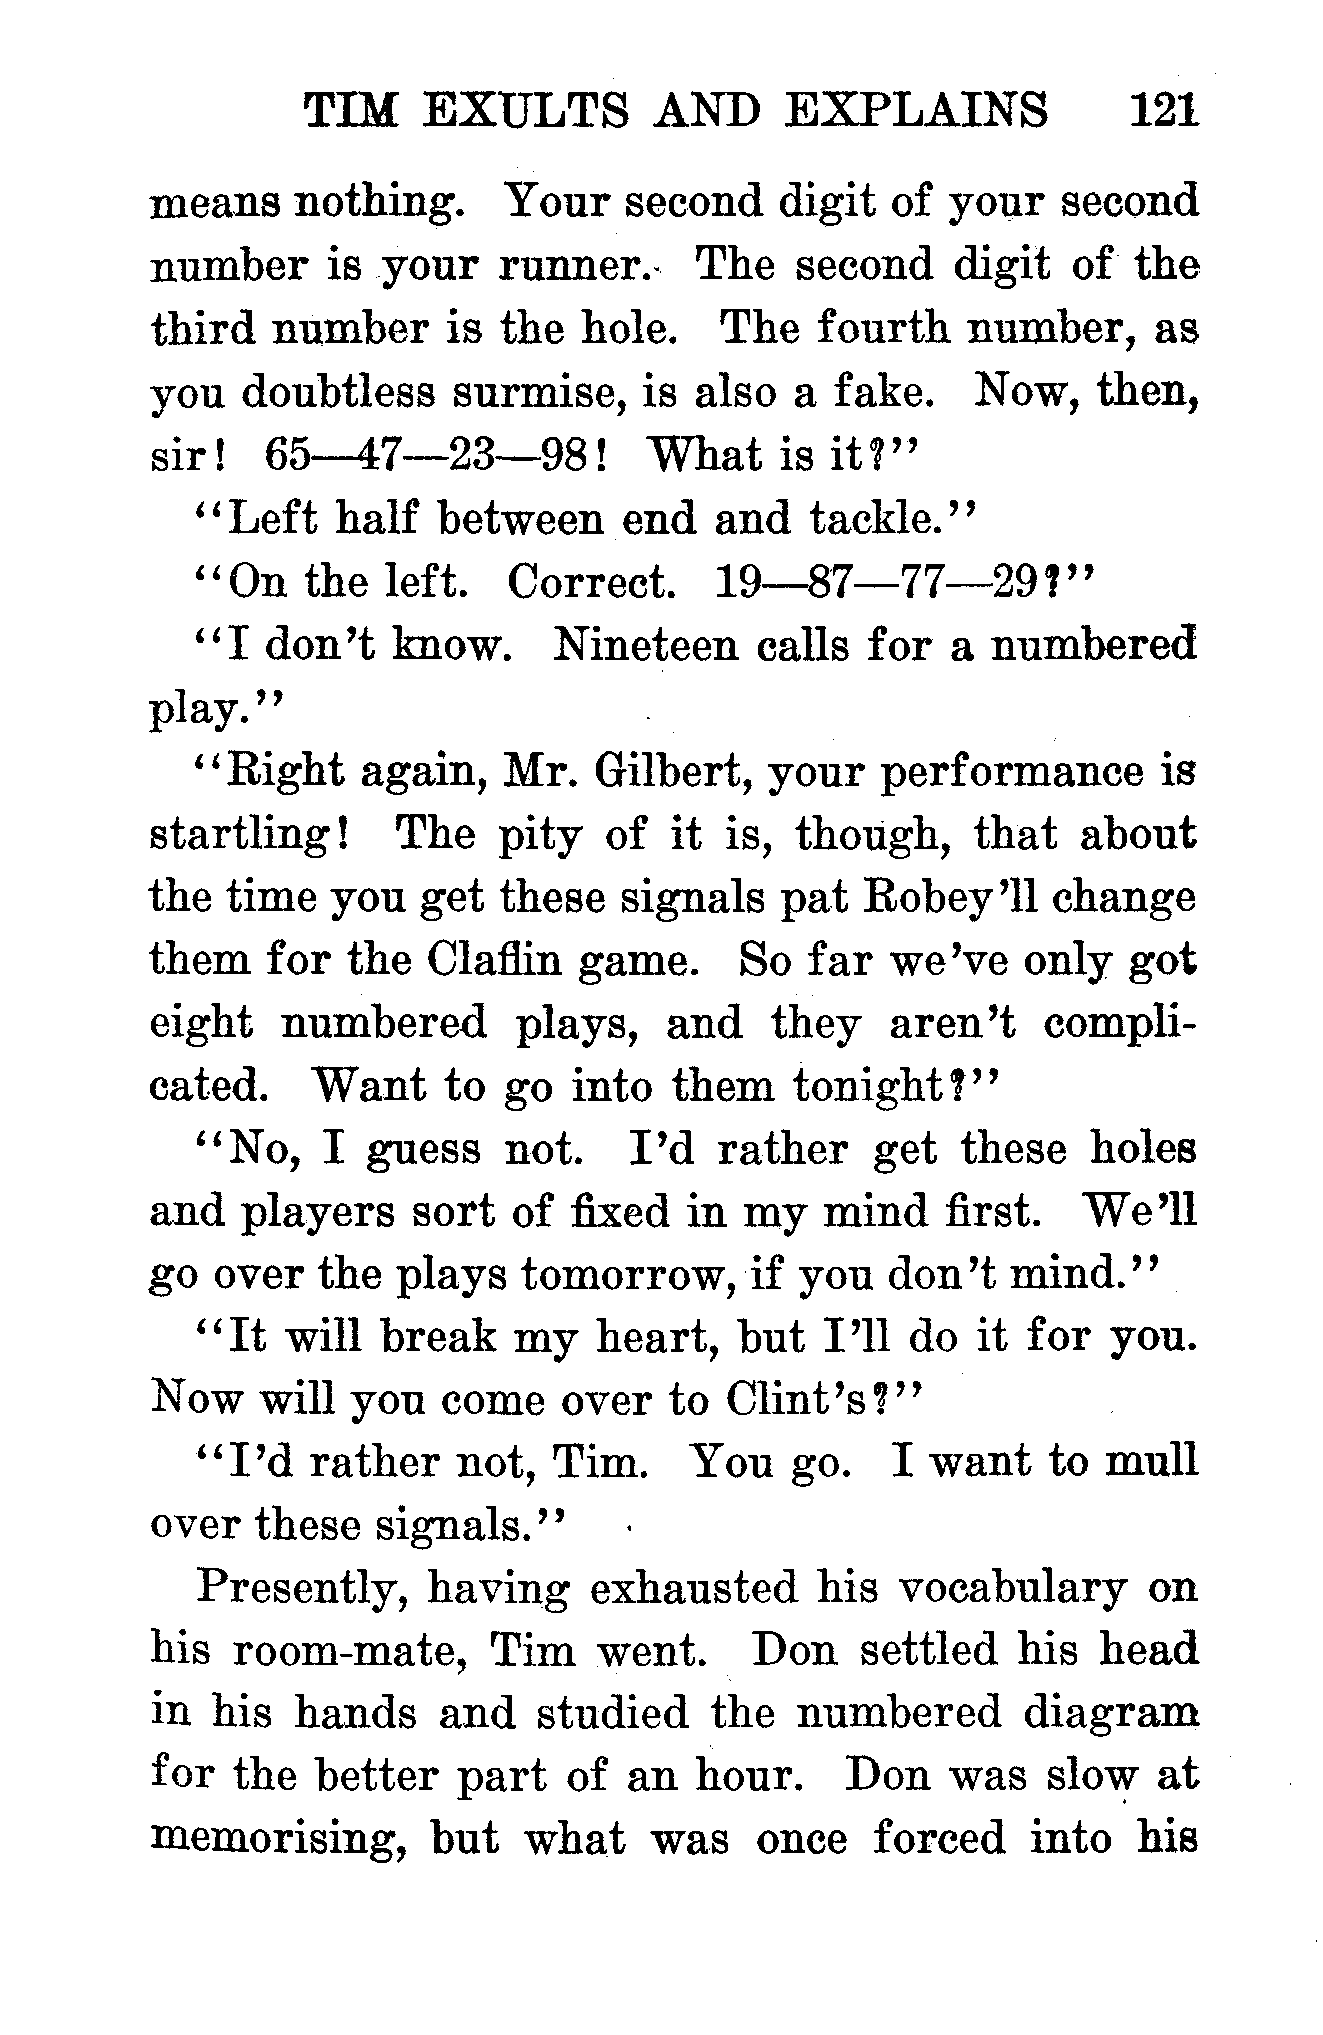 TIM EXULTS AND EXPLAINS 121
means nothing. Your second digit of your second
number is your runner. The second digit of the
third number is the hole. The fourth number, as
you doubtless surmise, is also a fake. Now, then,
sir! 65—47—23—98! What is it?"
"Left half between end and tackle."
"On the left. Correct. 19—87—77—29?"
"I don't know. Nineteen calls for a numbered
play."
"Right again, Mr. Gilbert, your performance is
startling! The pity of it is, though, that about
the time you get these signals pat Robey'll change
them for the Claflin game. So far we've only got
eight numbered plays, and they aren't compli-
cated. Want to go into them tonight?"
"No, I guess not. I'd rather get these holes
and players sort of fixed in my mind first. We'll
go over the plays tomorrow, if you don't mind."
"It will break my heart, but I'll do it for you.
Now will you come over to Clint's?"
"I'd rather not, Tim. You go. I want to mull
over these signals."
Presently, having exhausted his vocabulary on
his room-mate, Tim went. Don settled his head
in his hands and studied the numbered diagram
for the better part of an hour. Don was slow at
memorising, but what was once forced into his